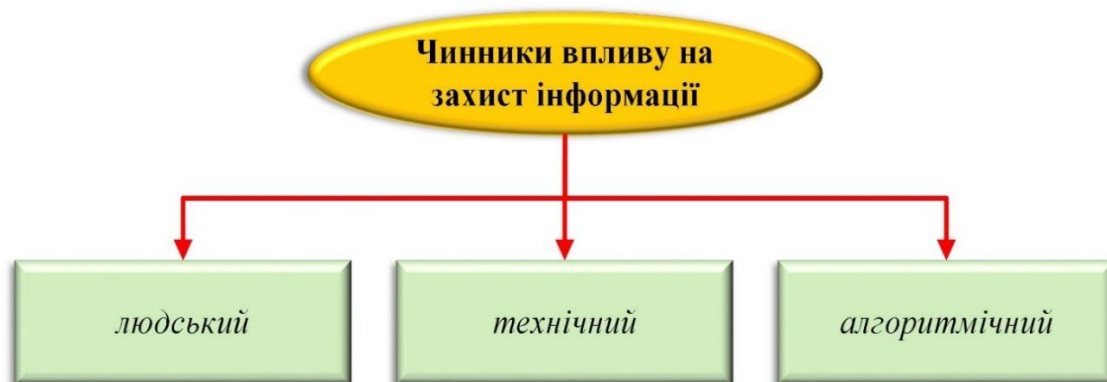 Чинники впливу на
захист інформації
людський
технічний
алгоритмічний